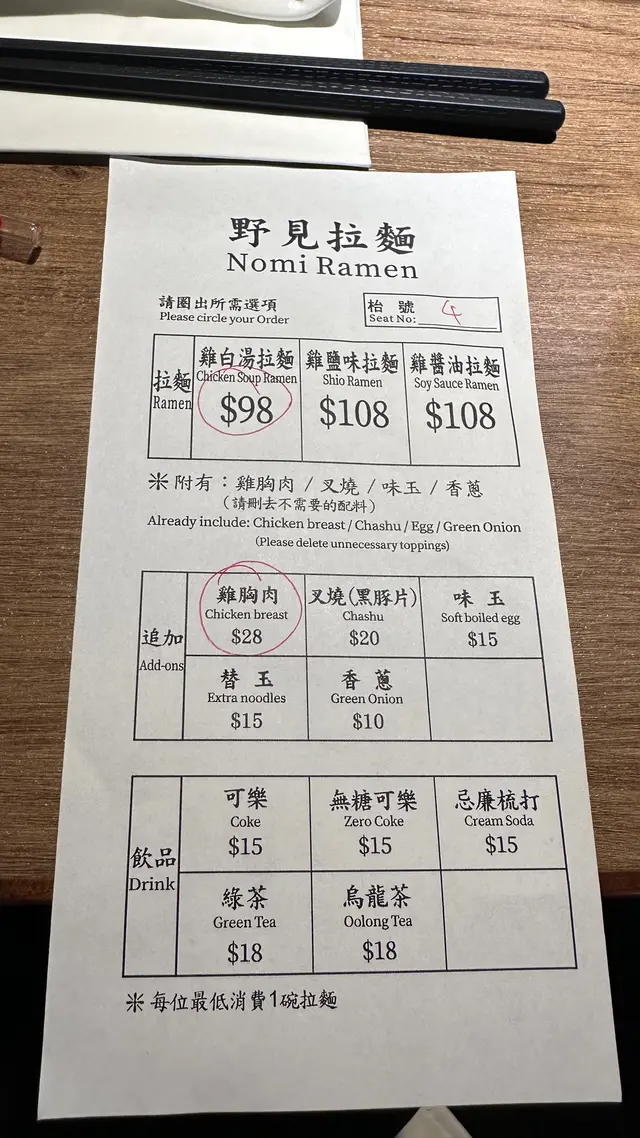 野見拉麵
Nomi Ramen
請圈出所需選項
Please circle your Order
枱 號
Seat No: 4
拉麵
Ramen
雞白湯拉麵
Chicken Soup Ramen
$98
雞鹽味拉麵
Shio Ramen
$108
雞醬油拉麵
Soy Sauce Ramen
$108
※ 附有：雞胸肉 / 叉燒 / 味玉 / 香蔥
（請刪去不需要的配料）
Already include: Chicken breast / Chashu / Egg / Green Onion
(Please delete unnecessary toppings)
追加
Add-ons
雞胸肉
Chicken breast
$28
叉燒(黑豚片)
Chashu
$20
味 玉
Soft boiled egg
$15
替 玉
Extra noodles
$15
香 蔥
Green Onion
$10
飲品
Drink
可樂
Coke
$15
無糖可樂
Zero Coke
$15
忌廉梳打
Cream Soda
$15
綠茶
Green Tea
$18
烏龍茶
Oolong Tea
$18
※ 每位最低消費1碗拉麵